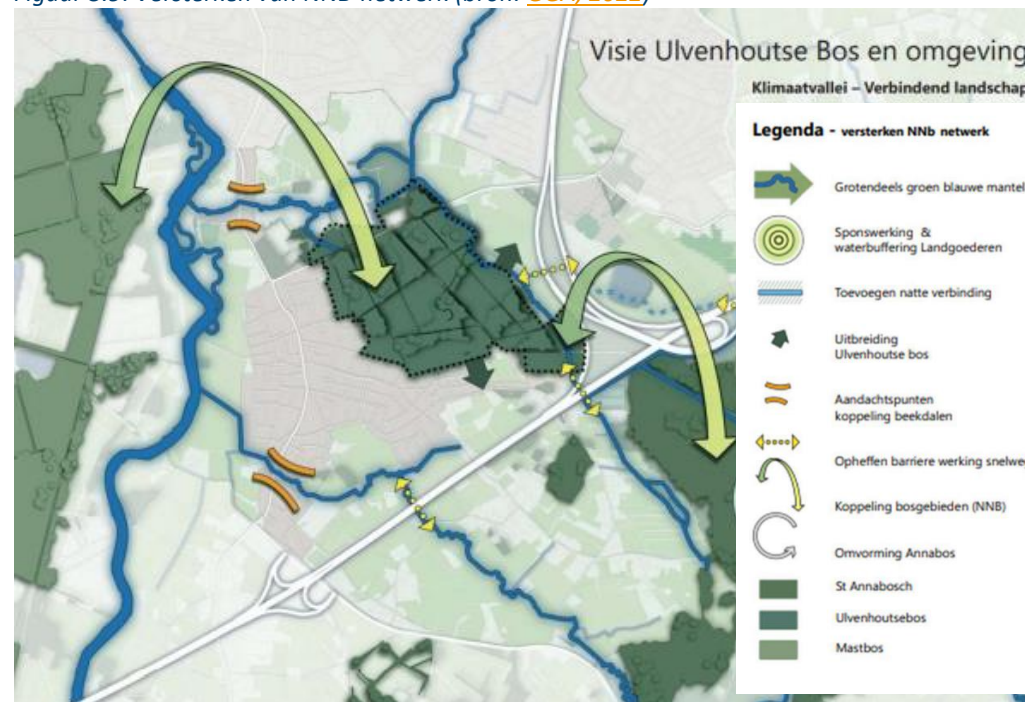 Visie Ulvenhoutse Bos en omgeving
Klimaatvallei – Verbindend landschap
Legenda - versterken NNb netwerk
Grotendeels groen blauwe mantel
Sponswerking &
waterbuffering Landgoederen
Toevoegen natte verbinding
Uitbreiding
Ulvenhoutse bos
Aandachtspunten
koppeling beekdalen
Opheffen barriere werking snelwe
Koppeling bosgebieden (NNB)
Omvorming Annabos
St Annabosch
Ulvenhoutsebos
Mastbos